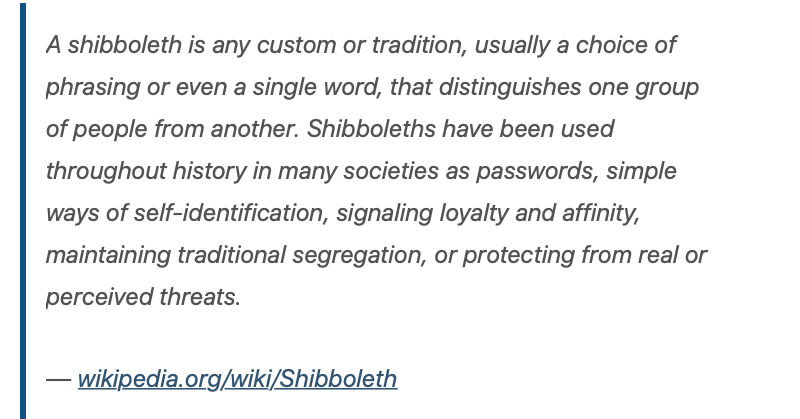 A shibboleth is any custom or tradition, usually a choice of
phrasing or even a single word, that distinguishes one group
of people from another. Shibboleths have been used
throughout history in many societies as passwords, simple
ways of self-identification, signaling loyalty and affinity,
maintaining traditional segregation, or protecting from real or
perceived threats.
— wikipedia.org/wiki/Shibboleth